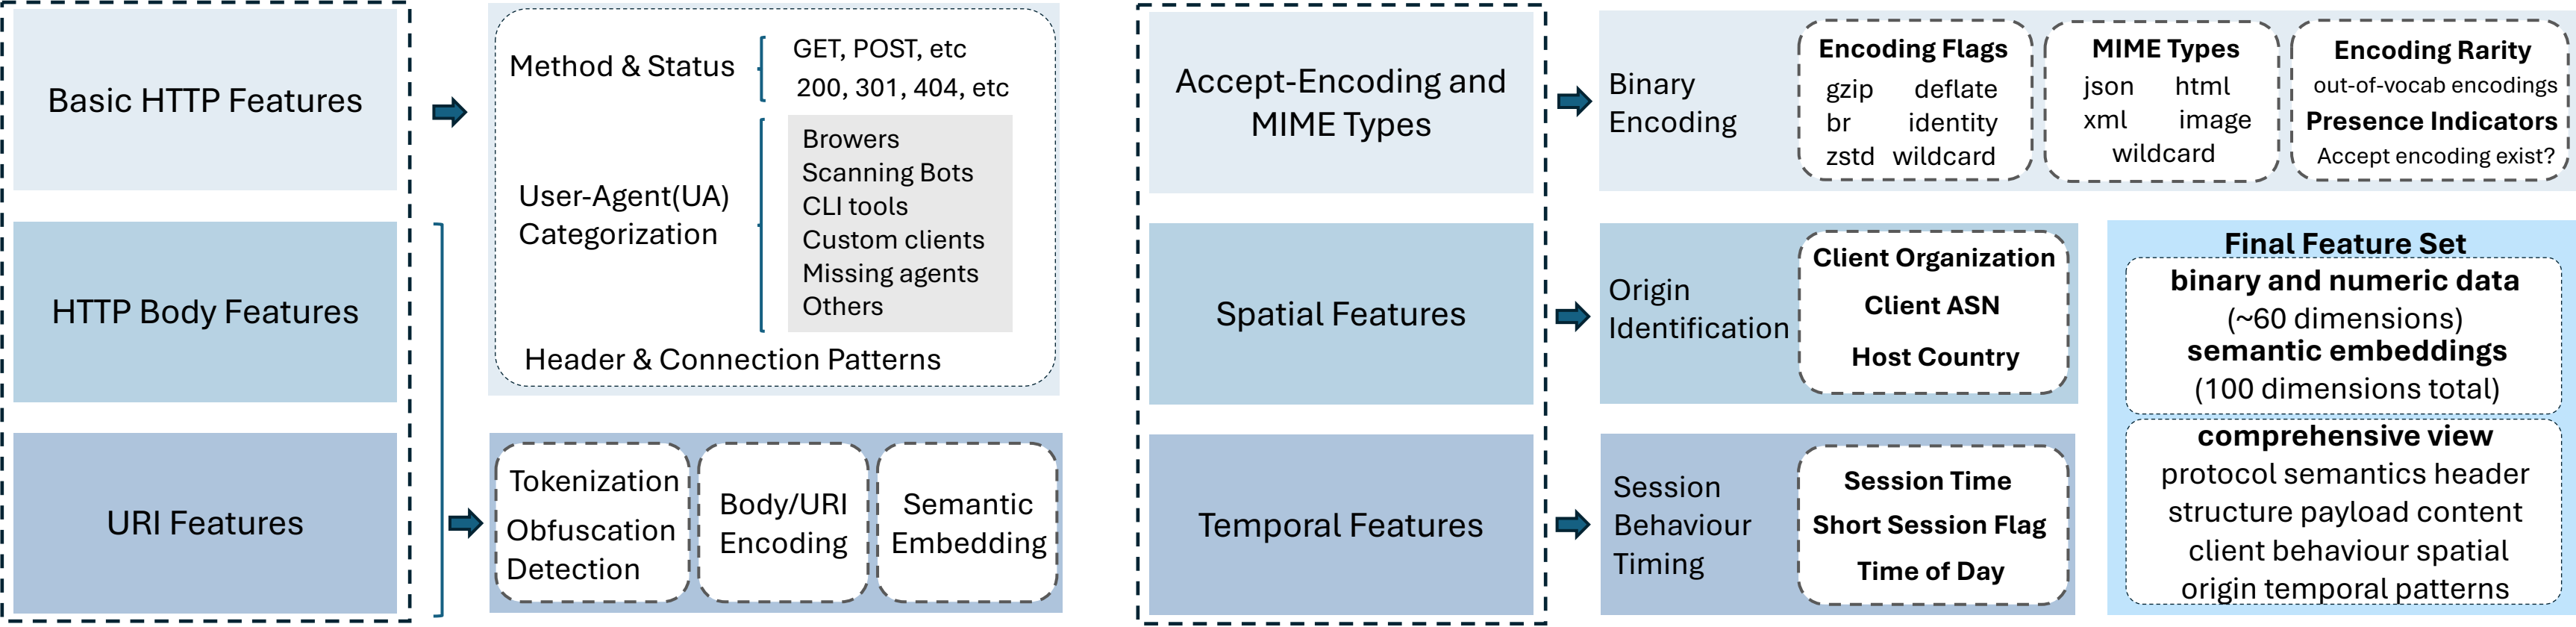 Basic HTTP Features
HTTP Body Features
URI Features
Method & Status
GET, POST, etc
200, 301, 404, etc
User-Agent(UA)
Categorization
Browers
Scanning Bots
CLI tools
Custom clients
Missing agents
Others
Header & Connection Patterns
Tokenization
Obfuscation
Detection
Body/URI
Encoding
Semantic
Embedding
Accept-Encoding and
MIME Types
Spatial Features
Temporal Features
Binary
Encoding
Encoding Flags
gzip deflate
br identity
zstd wildcard
MIME Types
json html
xml image
wildcard
Encoding Rarity
out-of-vocab encodings
Presence Indicators
Accept encoding exist?
Origin
Identification
Client Organization
Client ASN
Host Country
Session
Behaviour
Timing
Session Time
Short Session Flag
Time of Day
Final Feature Set
binary and numeric data
(~60 dimensions)
semantic embeddings
(100 dimensions total)
comprehensive view
protocol semantics header
structure payload content
client behaviour spatial
origin temporal patterns